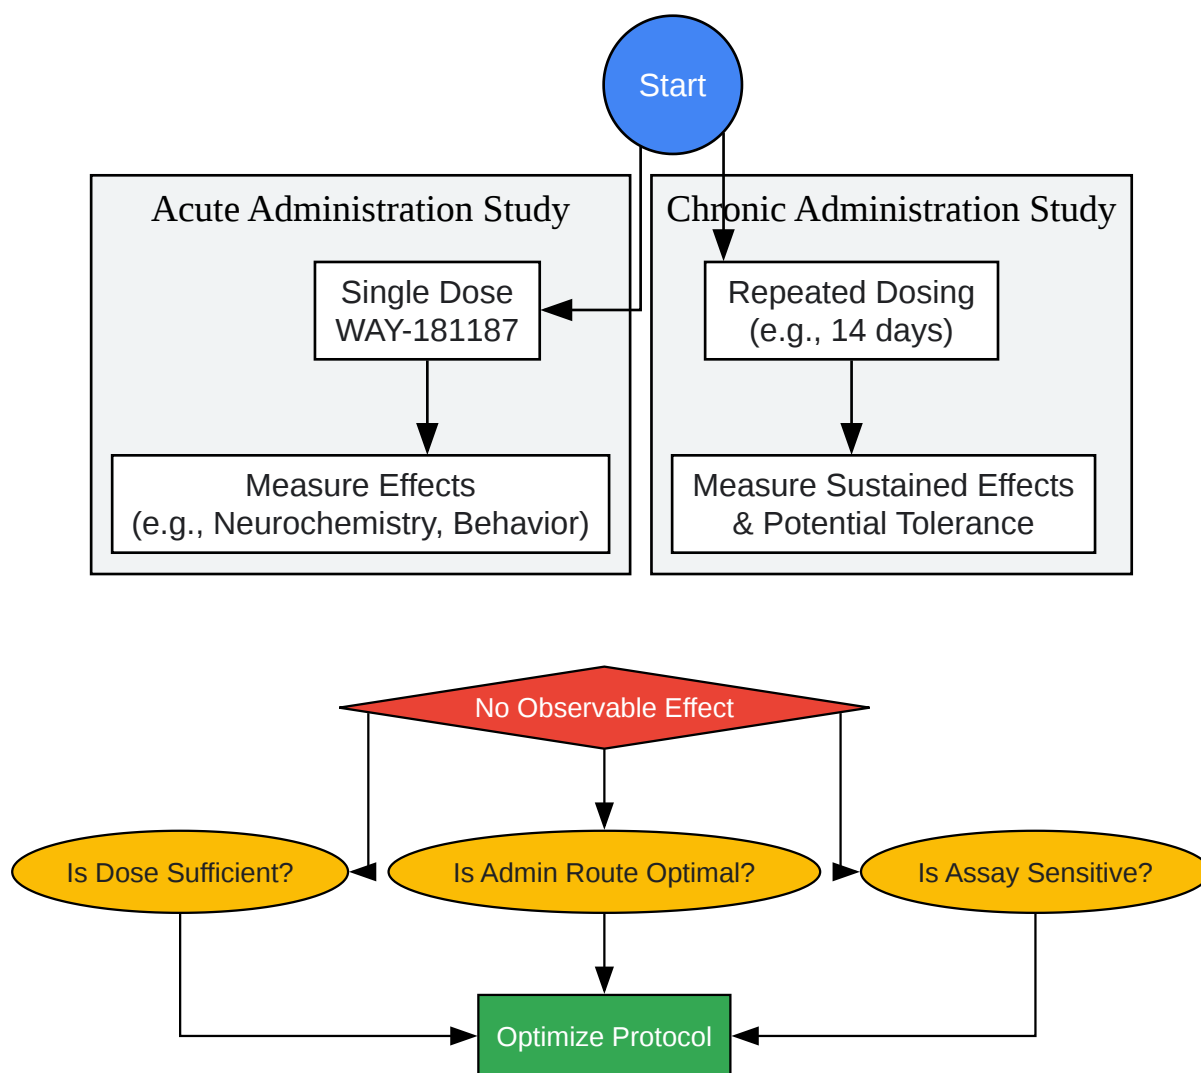 Start
Acute Administration Study
Single Dose
WAY-181187
Measure Effects
(e.g., Neurochemistry, Behavior)
Chronic Administration Study
Repeated Dosing
(e.g., 14 days)
Measure Sustained Effects
& Potential Tolerance
No Observable Effect
Is Dose Sufficient?
Is Admin Route Optimal?
Is Assay Sensitive?
Optimize Protocol